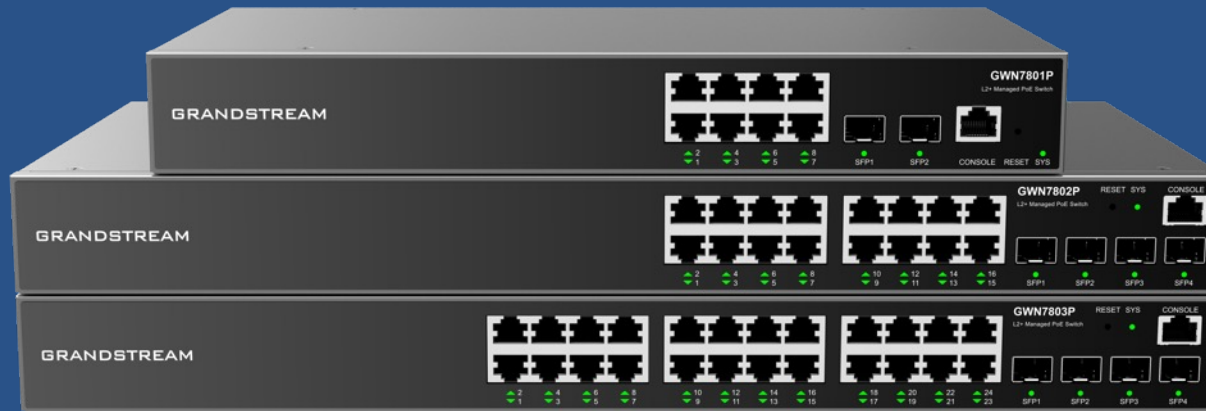 GWN7801P
L2+ Managed PoE Switch
GRANDSTREAM
2 4 6 8
1 3 5 7
SFP1 SFP2 CONSOLE RESET SYS
GWN7802P RESET SYS CONSOLE
L2+ Managed PoE Switch
GRANDSTREAM
2 4 6 8 10 12 14 16
1 3 5 7 9 11 13 15
SFP1 SFP2 SFP3 SFP4
GWN7803P RESET SYS CONSOLE
L2+ Managed PoE Switch
GRANDSTREAM
2 4 6 8 10 12 14 16 18 20 22 24
1 3 5 7 9 11 13 15 17 19 21 23
SFP1 SFP2 SFP3 SFP4